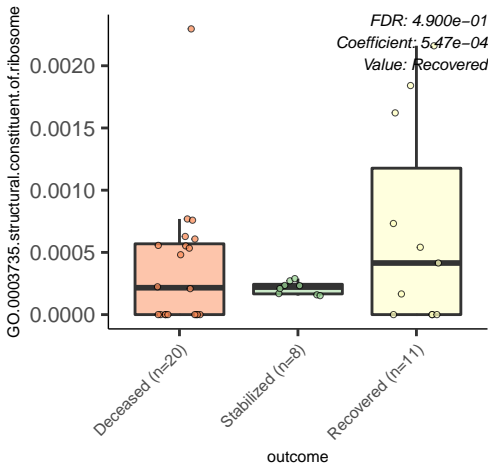 FDR: 4.900e-01
Coefficient: 5.47e-04
Value: Recovered
GO.0003735.structural.constituent.of.ribosome
0.0020
0.0015
0.0010
0.0005
0.0000
Deceased (n=20)
Stabilized (n=8)
Recovered (n=11)
outcome